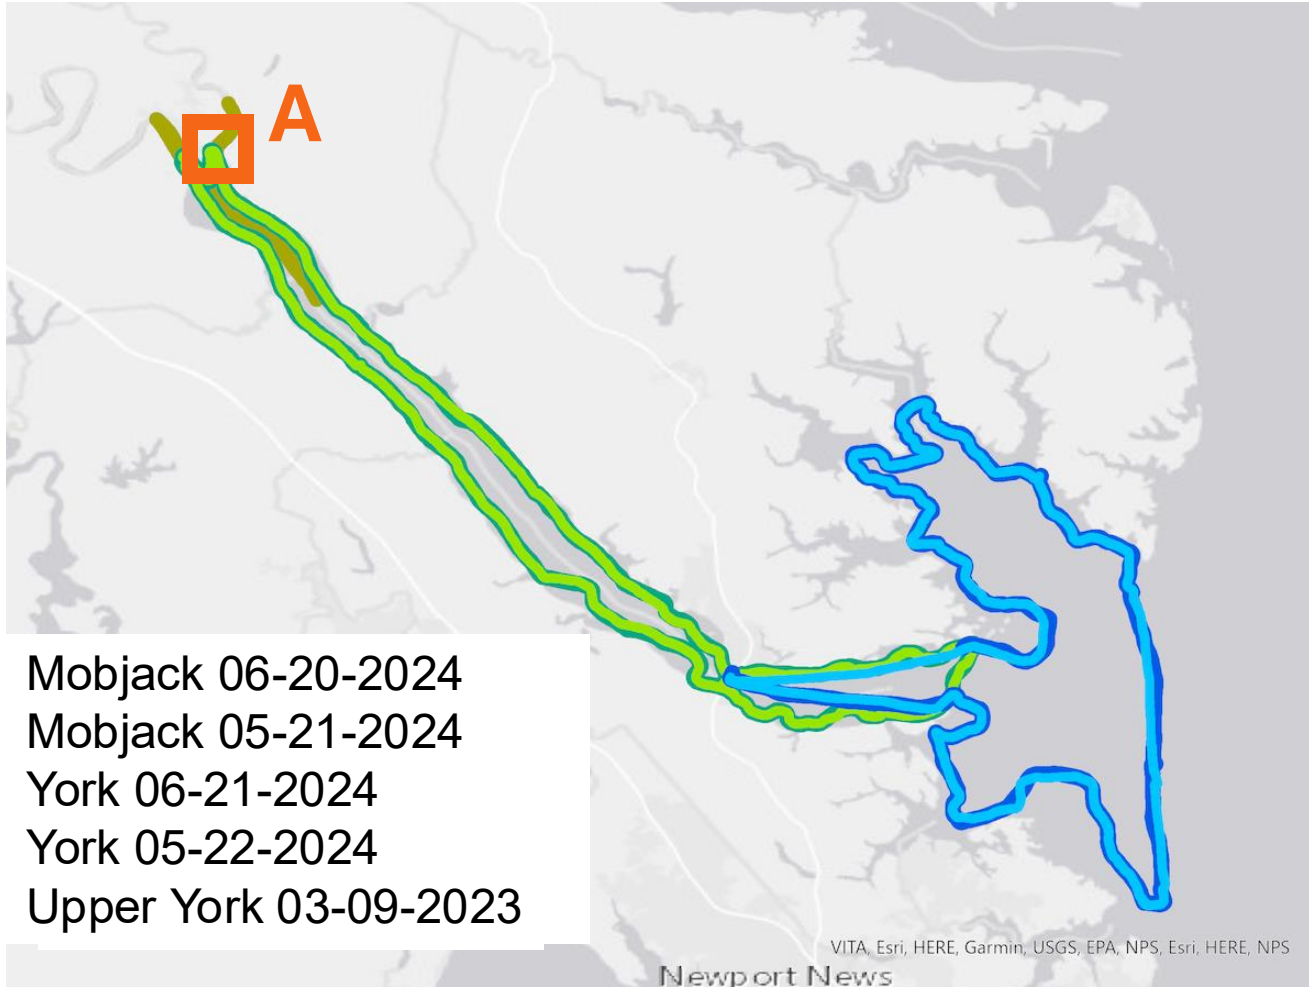 A
Mobjack 06-20-2024
Mobjack 05-21-2024
York 06-21-2024
York 05-22-2024
Upper York 03-09-2023
VITA, Esri, HERE, Garmin, USGS, EPA, NPS, Esri, HERE, NPS
Newport News